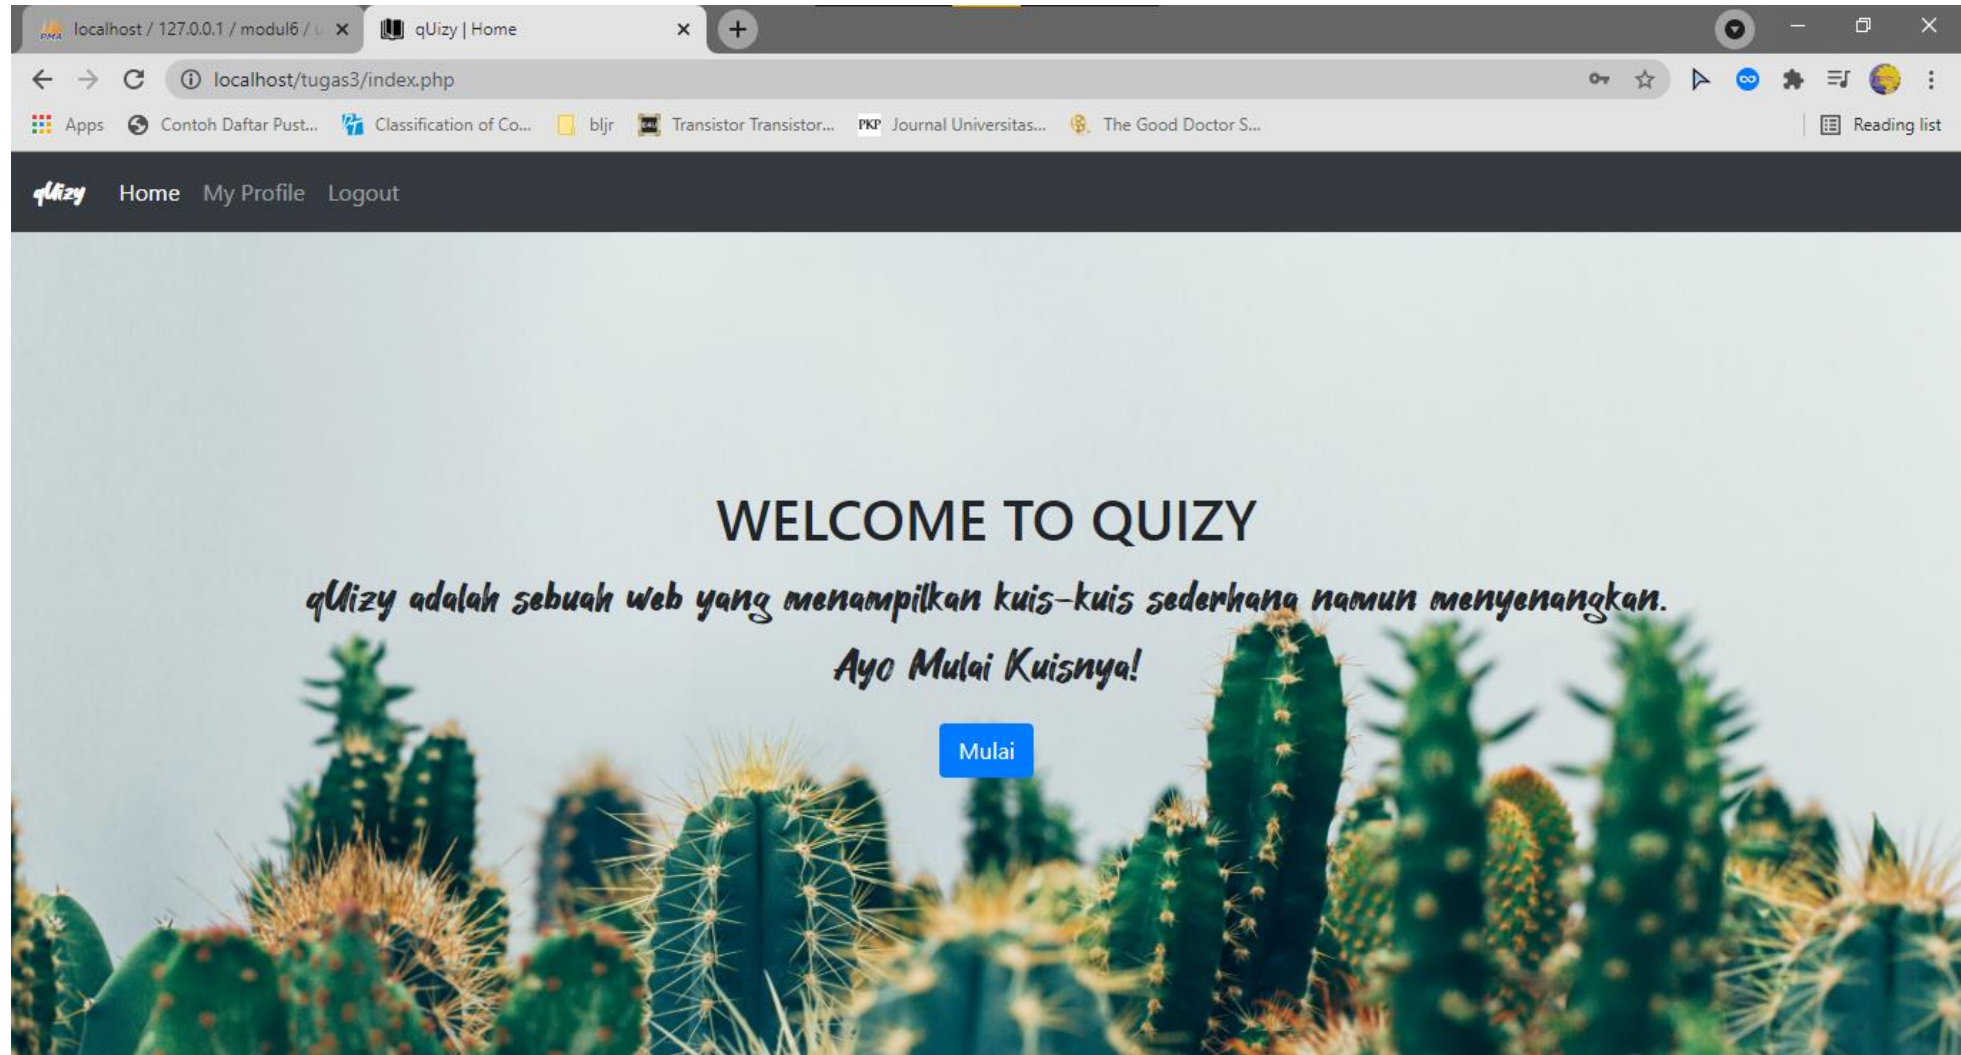 localhost / 127.0.0.1 / modul6 / u
qUizy | Home
localhost/tugas3/index.php
Apps
Contoh Daftar Pust...
Classification of Co...
bljr
Transistor Transistor...
PKP Journal Universitas...
The Good Doctor S...
Reading list
qUizy
Home
My Profile
Logout
WELCOME TO QUIZY
qUizy adalah sebuah web yang menampilkan kuis-kuis sederhana namun menyenangkan.
Ayo Mulai Kuisnya!
Mulai